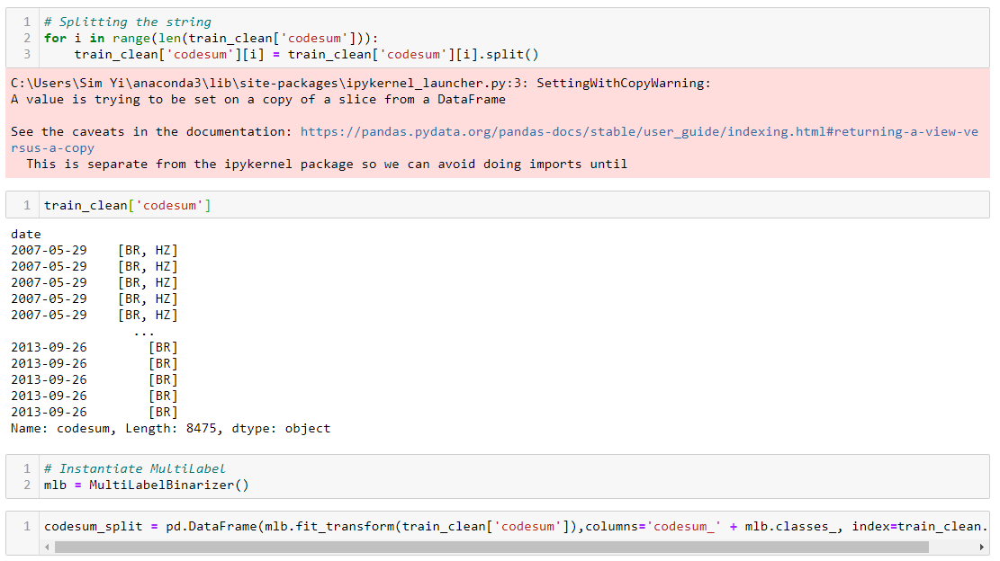 1 # Splitting the string
2 for i in range(len(train_clean['codesum'])):
3 train_clean['codesum'][i] = train_clean['codesum'][i].split()
C:\Users\Sim Yi\anaconda3\lib\site-packages\ipykernel_launcher.py:3: SettingWithCopyWarning:
A value is trying to be set on a copy of a slice from a DataFrame
See the caveats in the documentation: https://pandas.pydata.org/pandas-docs/stable/user_guide/indexing.html#returning-a-view-ve
rsus-a-copy
This is separate from the ipykernel package so we can avoid doing imports until
1 train_clean['codesum']
date
2007-05-29 [BR, HZ]
2007-05-29 [BR, HZ]
2007-05-29 [BR, HZ]
2007-05-29 [BR, HZ]
2007-05-29 [BR, HZ]
...
2013-09-26 [BR]
2013-09-26 [BR]
2013-09-26 [BR]
2013-09-26 [BR]
2013-09-26 [BR]
Name: codesum, Length: 8475, dtype: object
1 # Instantiate MultiLabel
2 mlb = MultiLabelBinarizer()
1 codesum_split = pd.DataFrame(mlb.fit_transform(train_clean['codesum']),columns='codesum_' + mlb.classes_, index=train_clean.